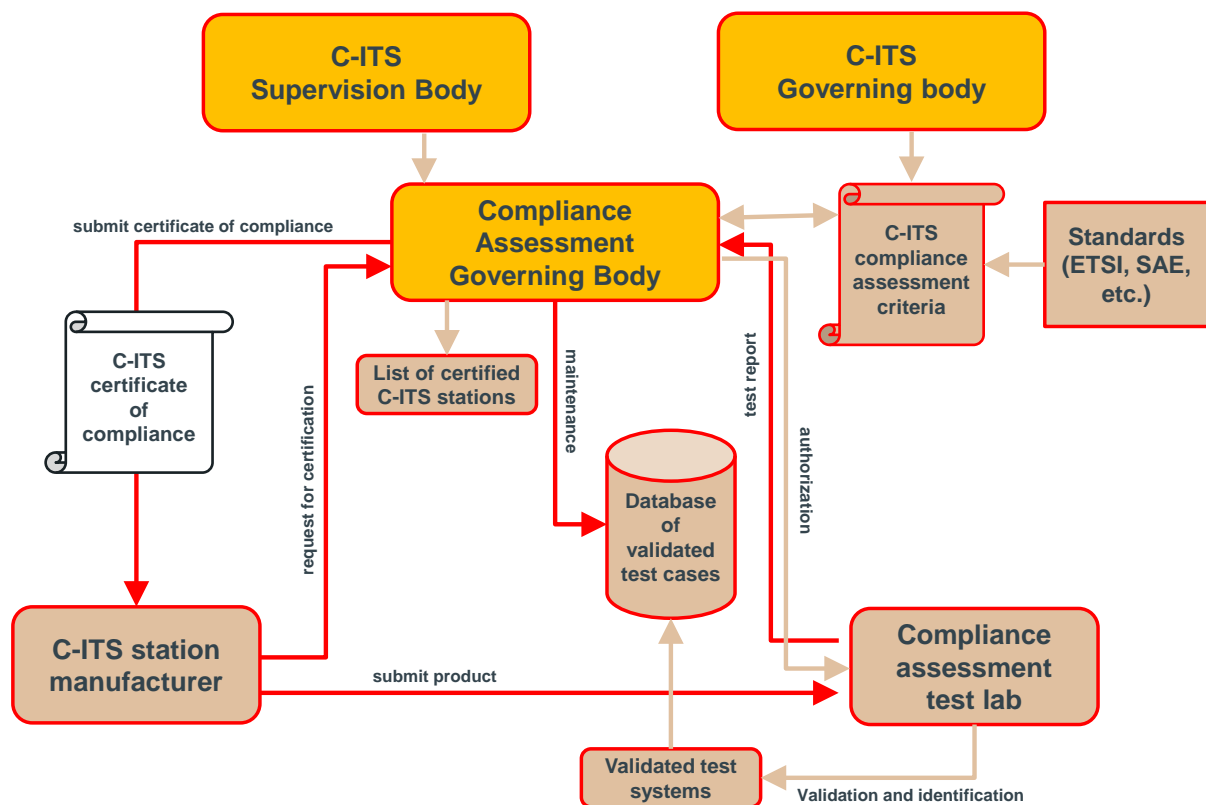 C-ITS
Supervision Body
C-ITS
Governing body
submit certificate of compliance
Compliance
Assessment
Governing Body
C-ITS
compliance
assessment
criteria
Standards
(ETSI, SAE,
etc.)
C-ITS
certificate
of
compliance
request for certification
List of certified
C-ITS stations
maintenance
test report
authorization
Database
of
validated
test cases
C-ITS station
manufacturer
submit product
Compliance
assessment
test lab
Validated test
systems
Validation and identification